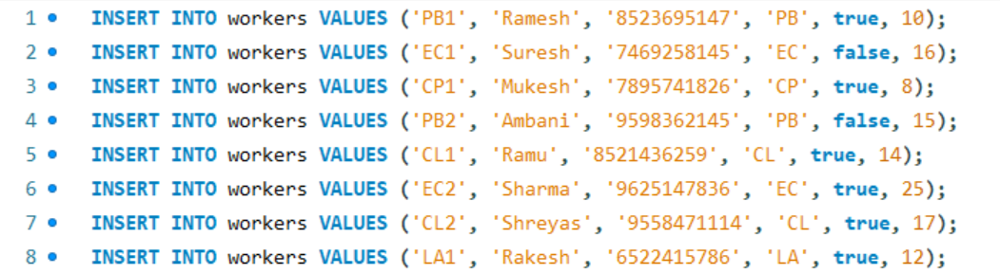 1 INSERT INTO workers VALUES ('PB1', 'Ramesh', '8523695147', 'PB', true, 10);
2 INSERT INTO workers VALUES ('EC1', 'Suresh', '7469258145', 'EC', false, 16);
3 INSERT INTO workers VALUES ('CP1', 'Mukesh', '7895741826', 'CP', true, 8);
4 INSERT INTO workers VALUES ('PB2', 'Ambani', '9598362145', 'PB', false, 15);
5 INSERT INTO workers VALUES ('CL1', 'Ramu', '8521436259', 'CL', true, 14);
6 INSERT INTO workers VALUES ('EC2', 'Sharma', '9625147836', 'EC', true, 25);
7 INSERT INTO workers VALUES ('CL2', 'Shreyas', '9558471114', 'CL', true, 17);
8 INSERT INTO workers VALUES ('LA1', 'Rakesh', '6522415786', 'LA', true, 12);